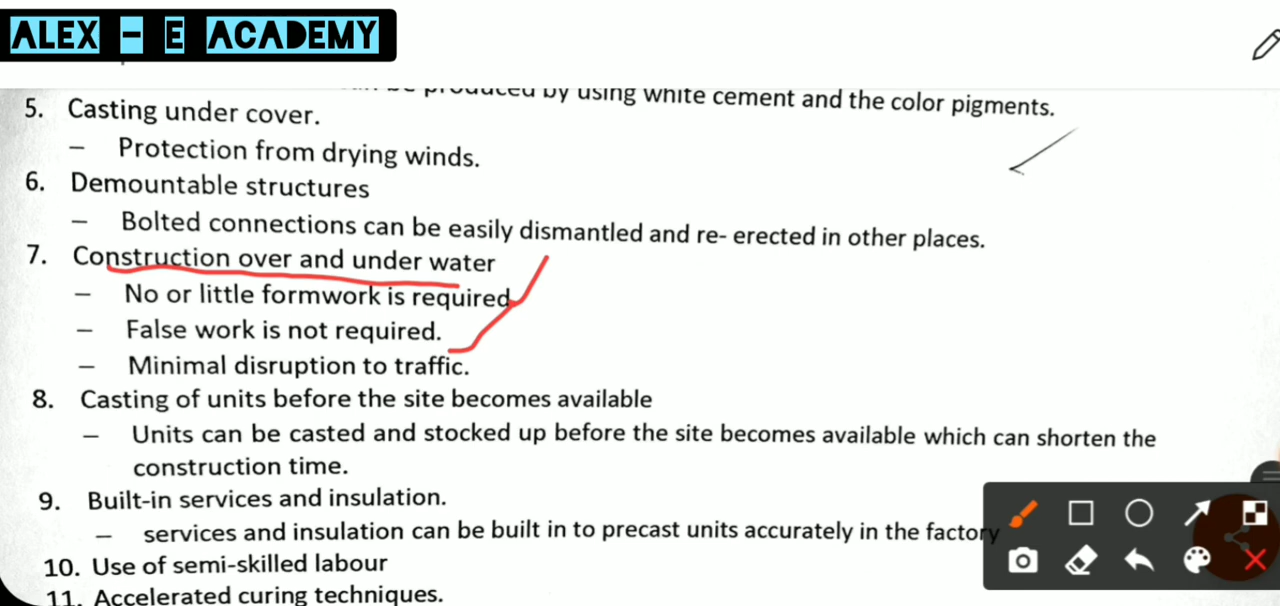 ALEX - E ACADEMY
produced by using white cement and the color pigments.
5. Casting under cover.
– Protection from drying winds.
6. Demountable structures
– Bolted connections can be easily dismantled and re- erected in other places.
7. Construction over and under water
– No or little formwork is required
– False work is not required.
– Minimal disruption to traffic.
8. Casting of units before the site becomes available
– Units can be casted and stocked up before the site becomes available which can shorten the
construction time.
9. Built-in services and insulation.
– services and insulation can be built in to precast units accurately in the factory
10. Use of semi-skilled labour
11. Accelerated curing techniques.